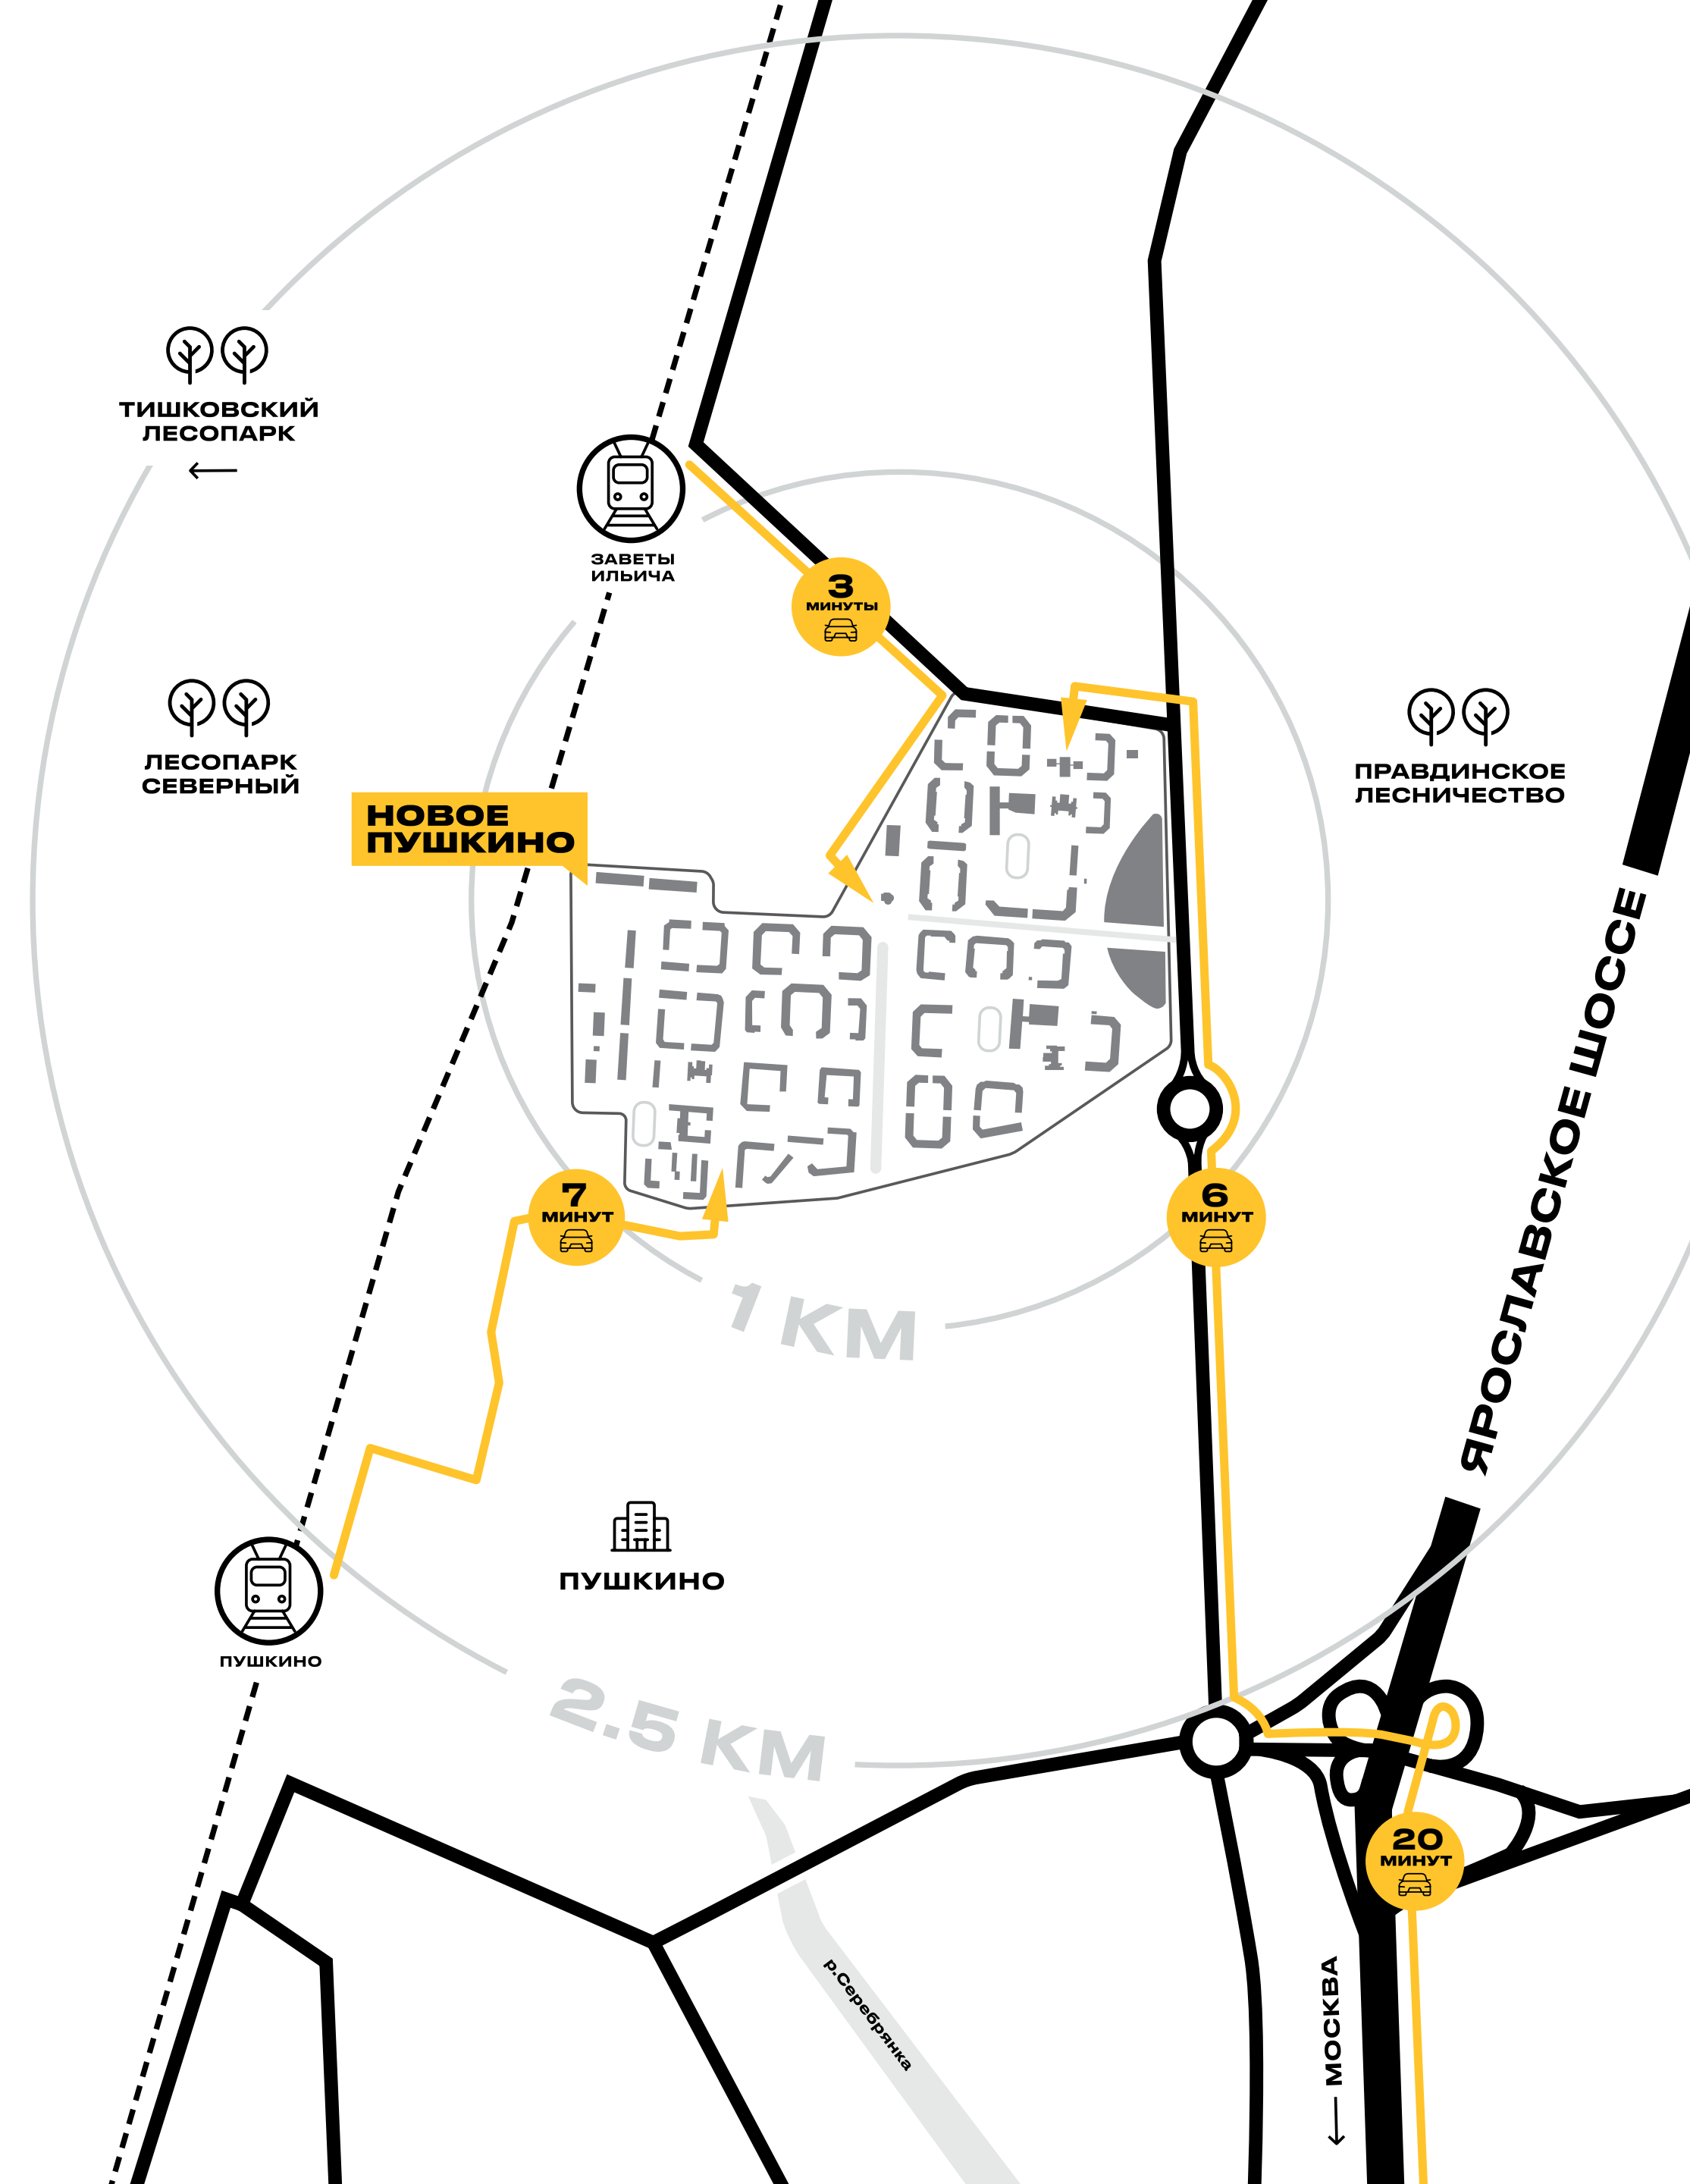 ТИШКОВСКИЙ
ЛЕСОПАРК
ЗАВЕТЫ
ИЛЬИЧА
3
МИНУТЫ
ЛЕСОПАРК
СЕВЕРНЫЙ
ПРАВДИНСКОЕ
ЛЕСНИЧЕСТВО
НОВОЕ
ПУШКИНО
ЯРОСЛАВСКОЕ ШОССЕ
7
МИНУТ
6
МИНУТ
1 КМ
ПУШКИНО
ПУШКИНО
2.5 КМ
20
МИНУТ
р.Серебрянка
МОСКВА